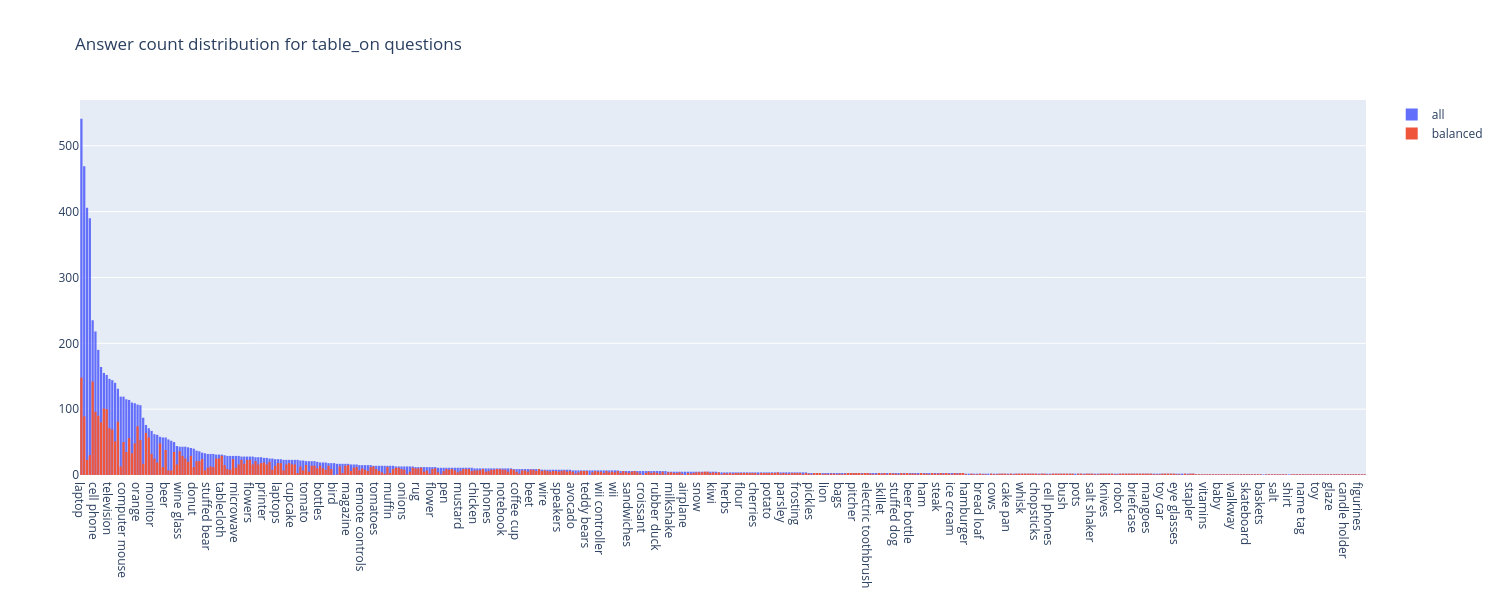 Answer count distribution for table_on questions
all
balanced
500
400
300
200
100
0
laptop
cell phone
television
computer mouse
orange
monitor
beer
wine glass
donut
stuffed bear
tablecloth
microwave
flowers
printer
laptops
cupcake
tomato
bottles
bird
magazine
remote controls
tomatoes
muffin
onions
rug
flower
pen
mustard
chicken
phones
notebook
coffee cup
beet
wire
speakers
avocado
teddy bears
wii controller
wii
sandwiches
croissant
rubber duck
milkshake
airplane
snow
kiwi
herbs
flour
cherries
potato
parsley
frosting
pickles
lion
bags
pitcher
electric toothbrush
skillet
stuffed dog
beer bottle
ham
steak
ice cream
hamburger
bread loaf
cows
cake pan
whisk
chopsticks
cell phones
bush
pots
salt shaker
knives
robot
briefcase
mangoes
toy car
eye glasses
stapler
vitamins
baby
walkway
skateboard
baskets
salt
shirt
name tag
toy
glaze
candle holder
figurines